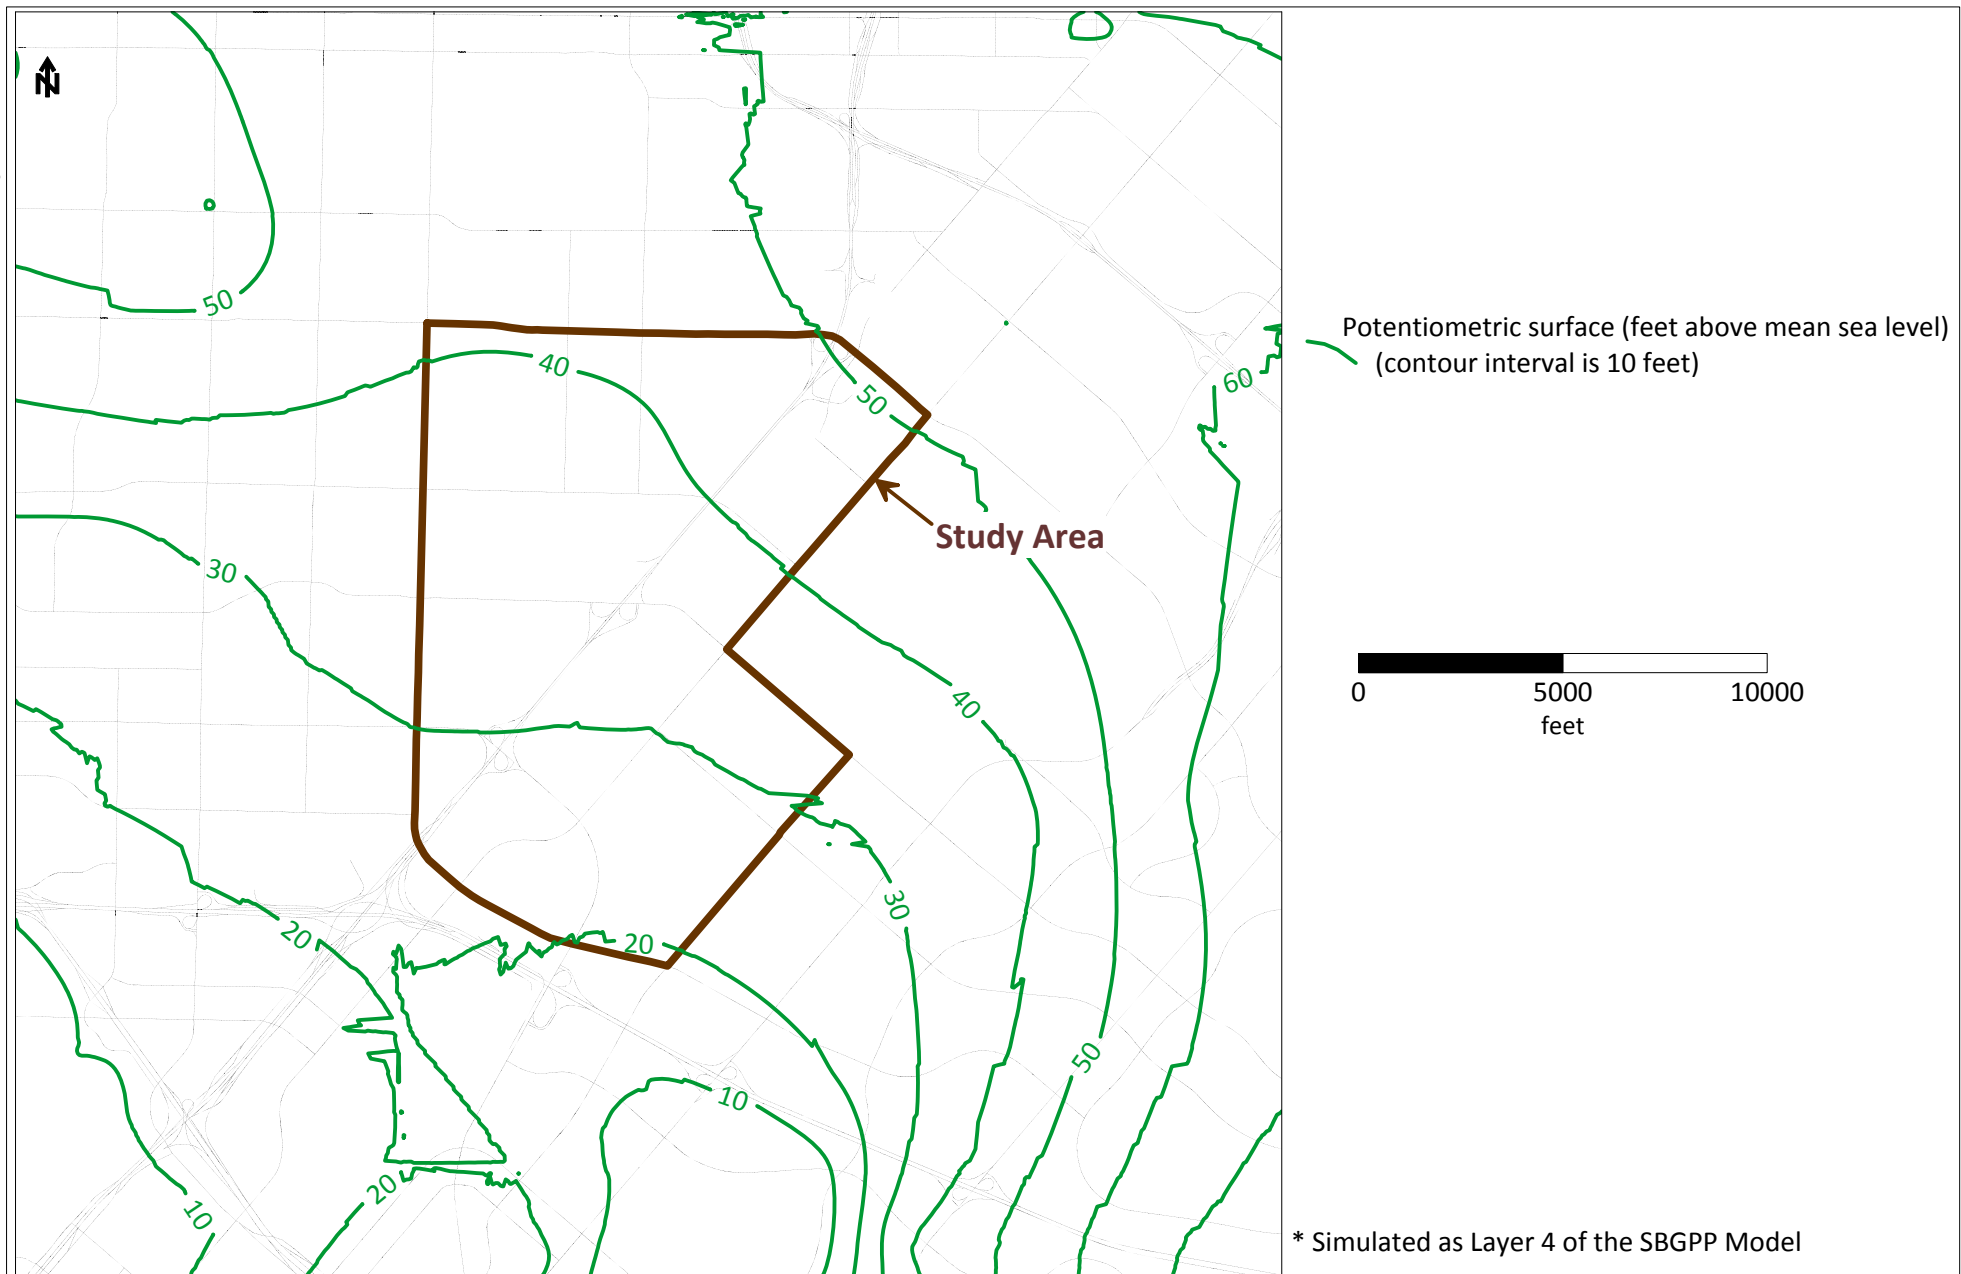 N
50
40
50
60
Potentiometric surface (feet above mean sea level)
(contour interval is 10 feet)
Study Area
30
40
0 5000 10000
feet
30
20
20
50
10
20
10
* Simulated as Layer 4 of the SBGPP Model